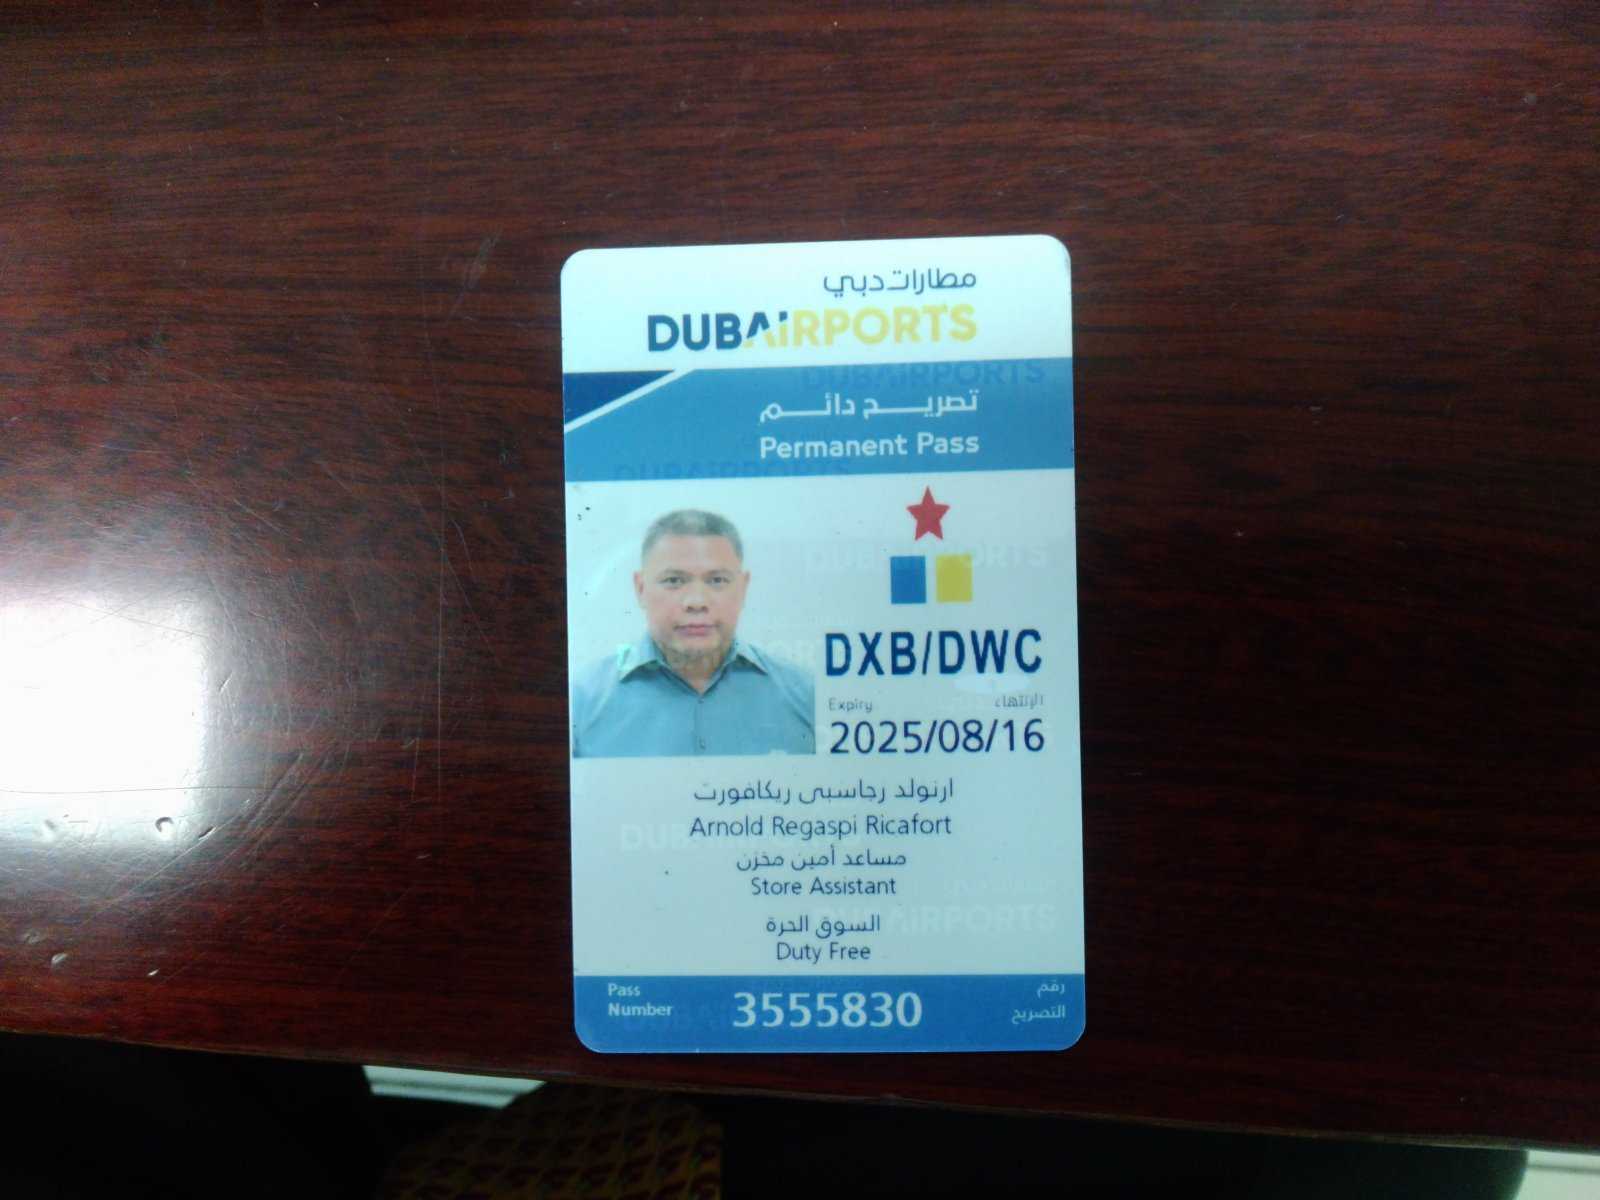 مطارات دبي
DUBAiRPORTS
تصريح دائم
Permanent Pass
DXB/DWC
Expiry الإنتهاء
2025/08/16
ارنولد رجاسبى ريكافورت
Arnold Regaspi Ricafort
مساعد أمين مخزن
Store Assistant
السوق الحرة
Duty Free
Pass Number 3555830 رقم التصريح